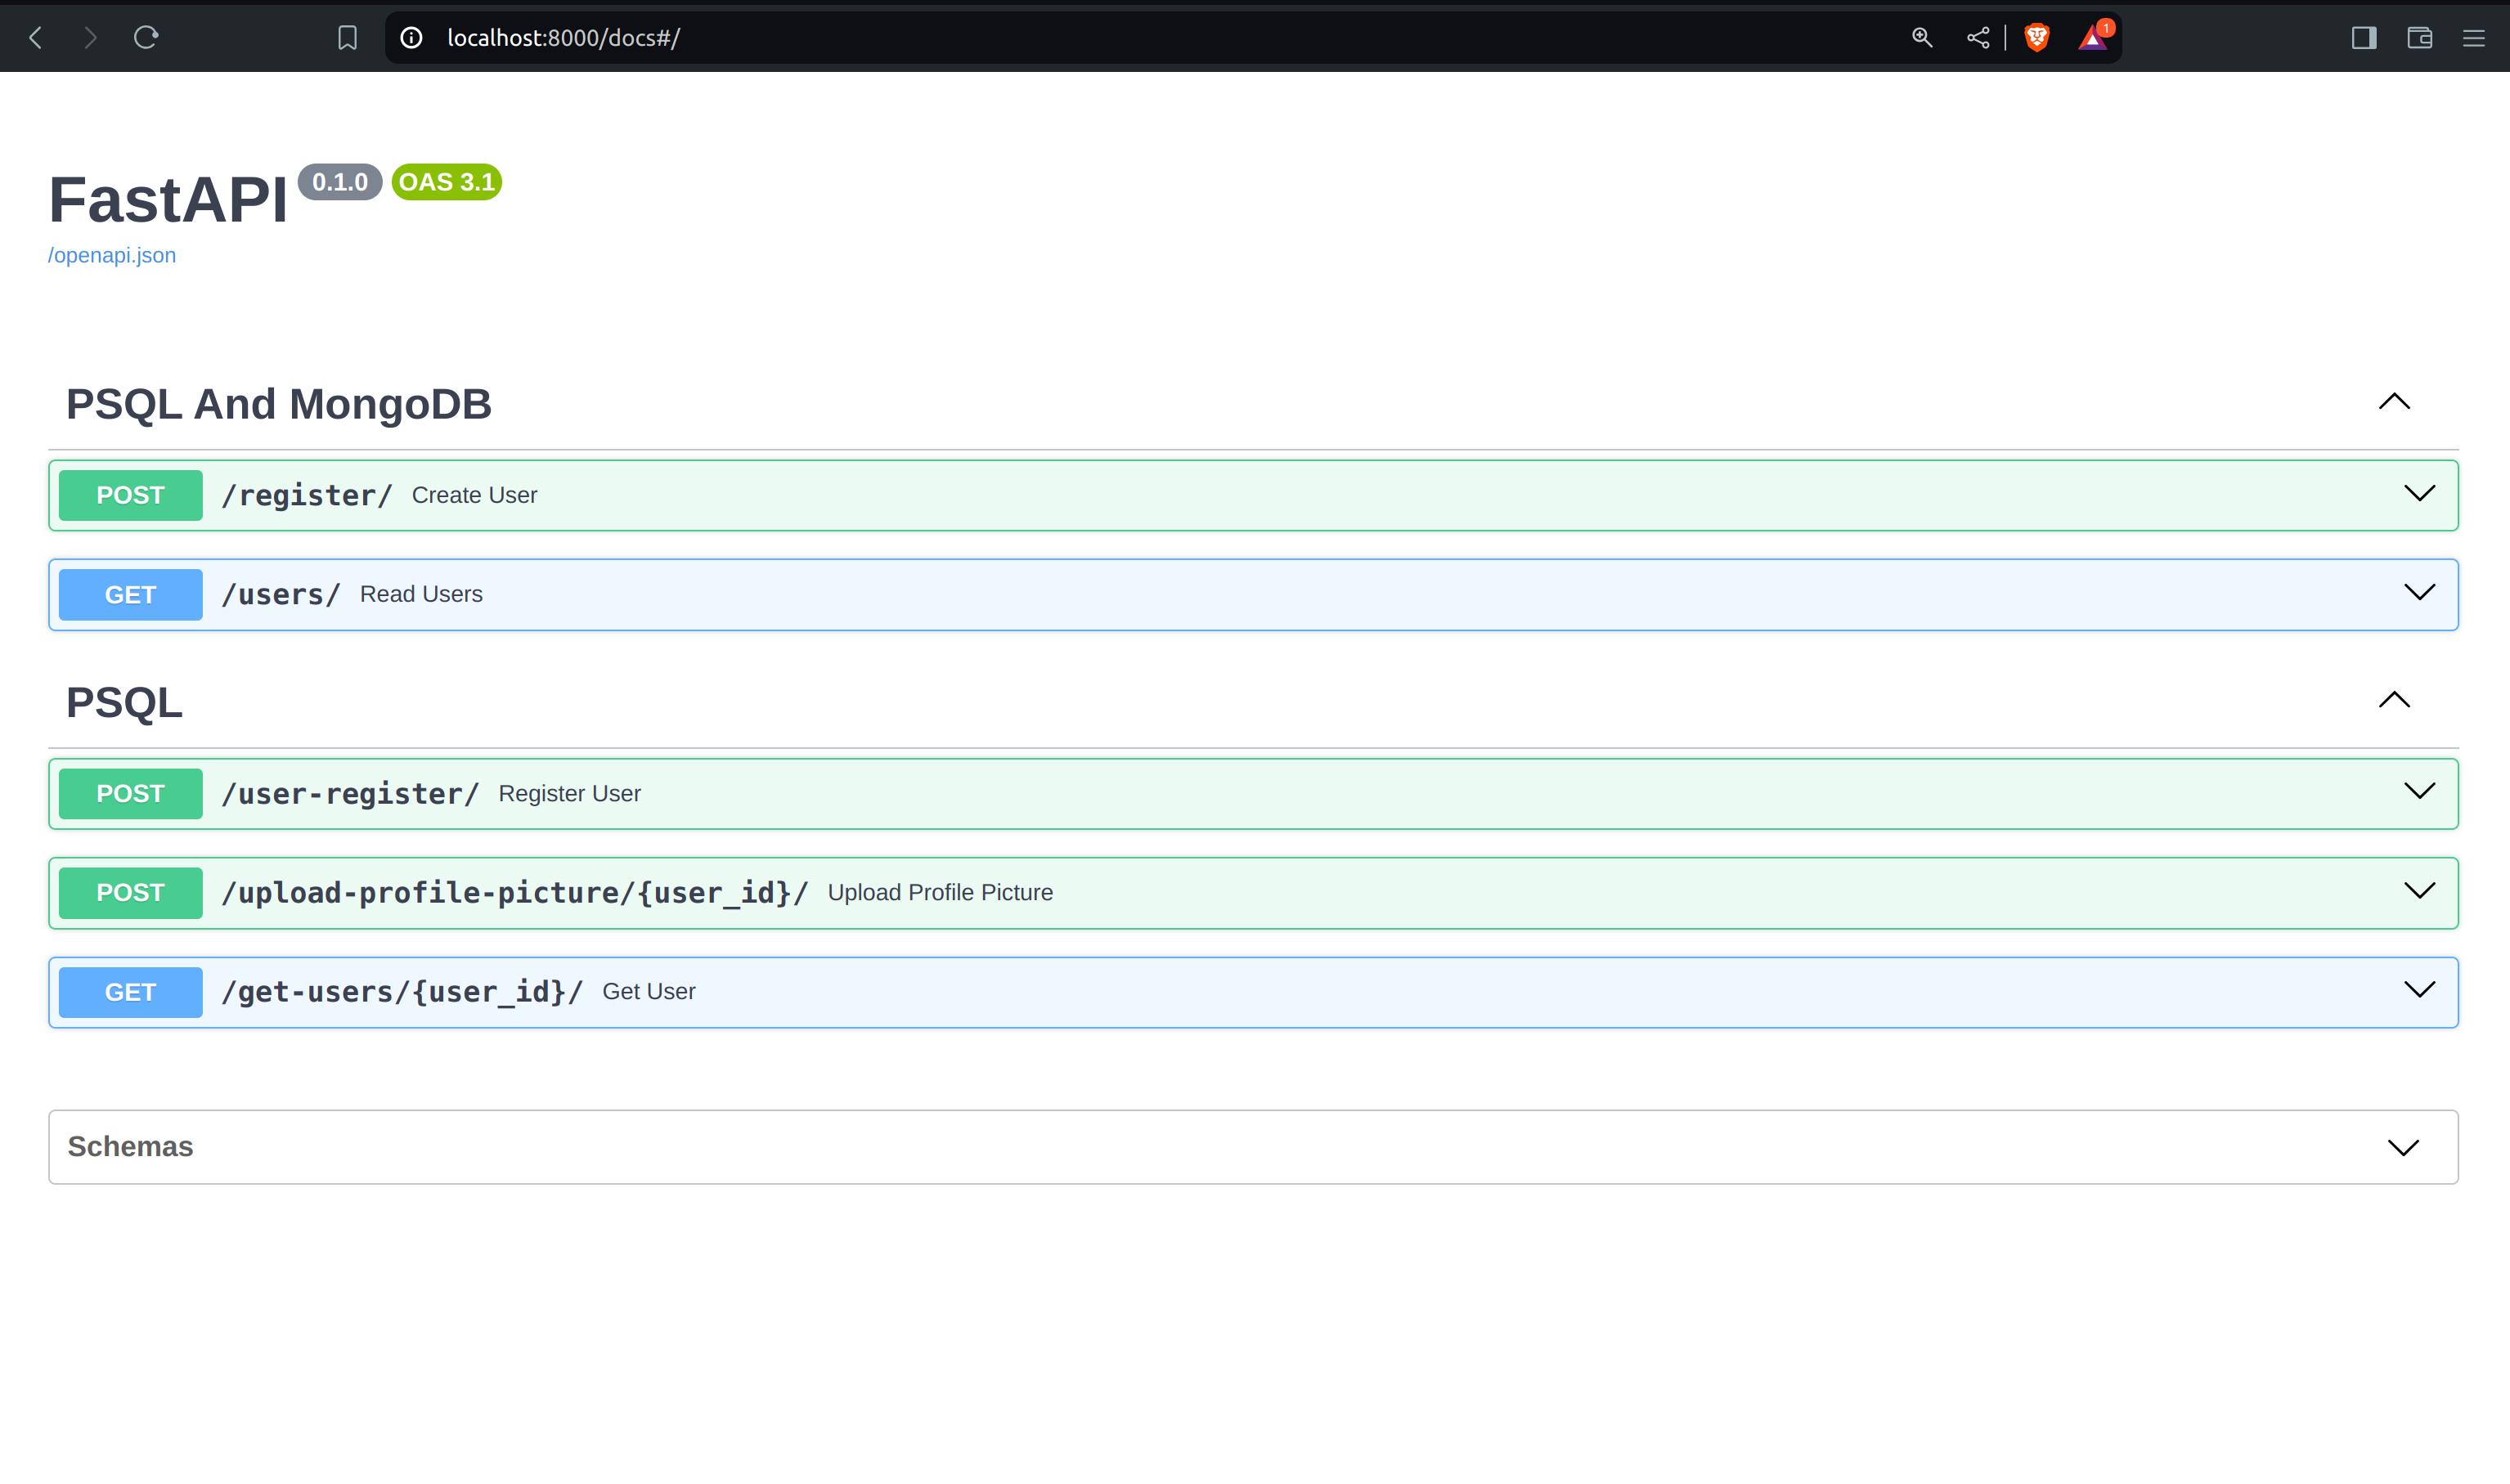 localhost:8000/docs#/
1
FastAPI 0.1.0 OAS 3.1
/openapi.json
PSQL And MongoDB
POST /register/ Create User
GET /users/ Read Users
PSQL
POST /user-register/ Register User
POST /upload-profile-picture/{user_id}/ Upload Profile Picture
GET /get-users/{user_id}/ Get User
Schemas